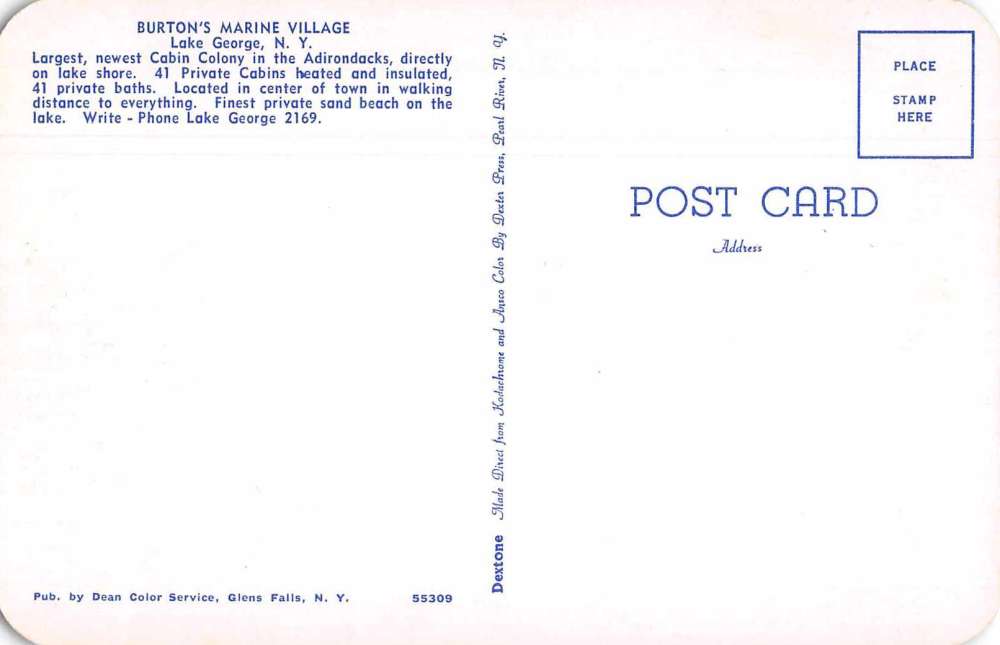 BURTON'S MARINE VILLAGE
Lake George, N. Y.
Largest, newest Cabin Colony in the Adirondacks, directly
on lake shore. 41 Private Cabins heated and insulated,
41 private baths. Located in center of town in walking
distance to everything. Finest private sand beach on the
lake. Write - Phone Lake George 2169.
Pub. by Dean Color Service, Glens Falls, N. Y. 55309
Dextone Made Direct from Kodachrome and Ansco Color By Dexter Press, Pearl River, N. Y.
PLACE
STAMP
HERE
POST CARD
Address